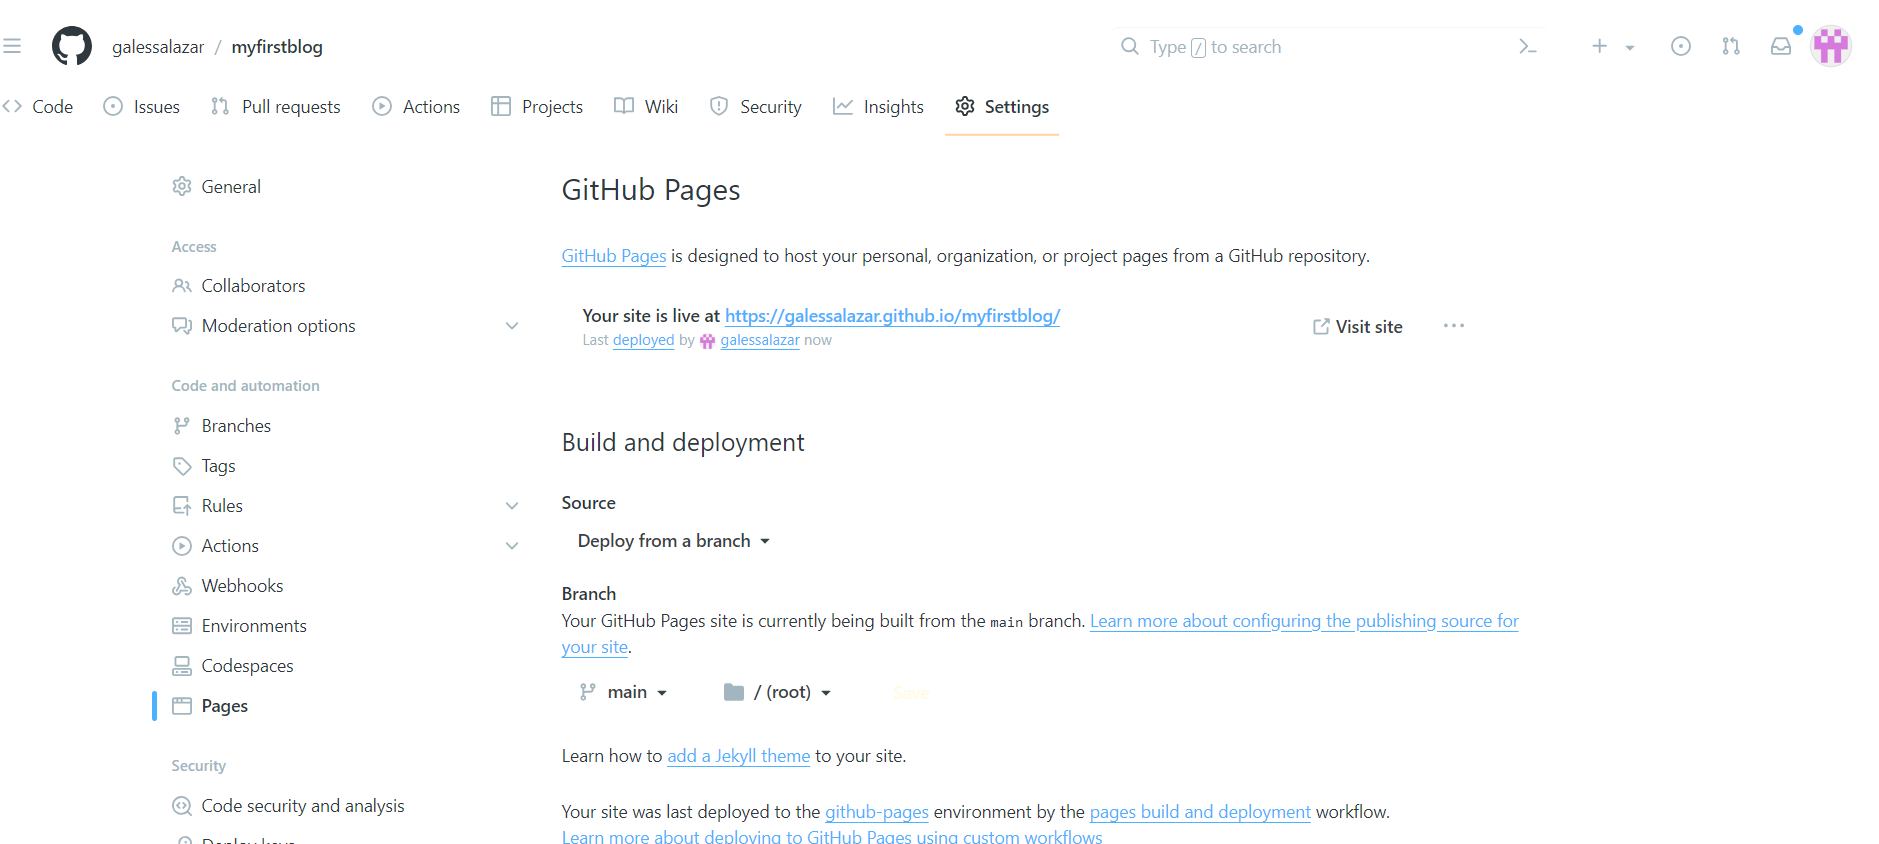 galessalazar / myfirstblog
Type / to search
Code
Issues
Pull requests
Actions
Projects
Wiki
Security
Insights
Settings
General
Access
Collaborators
Moderation options
Code and automation
Branches
Tags
Rules
Actions
Webhooks
Environments
Codespaces
Pages
Security
Code security and analysis
Deploy keys
GitHub Pages
GitHub Pages is designed to host your personal, organization, or project pages from a GitHub repository.
Your site is live at https://galessalazar.github.io/myfirstblog/
Last deployed by galessalazar now
Visit site
Build and deployment
Source
Deploy from a branch
Branch
Your GitHub Pages site is currently being built from the main branch. Learn more about configuring the publishing source for
your site.
main
/ (root)
Save
Learn how to add a Jekyll theme to your site.
Your site was last deployed to the github-pages environment by the pages build and deployment workflow.
Learn more about deploying to GitHub Pages using custom workflows